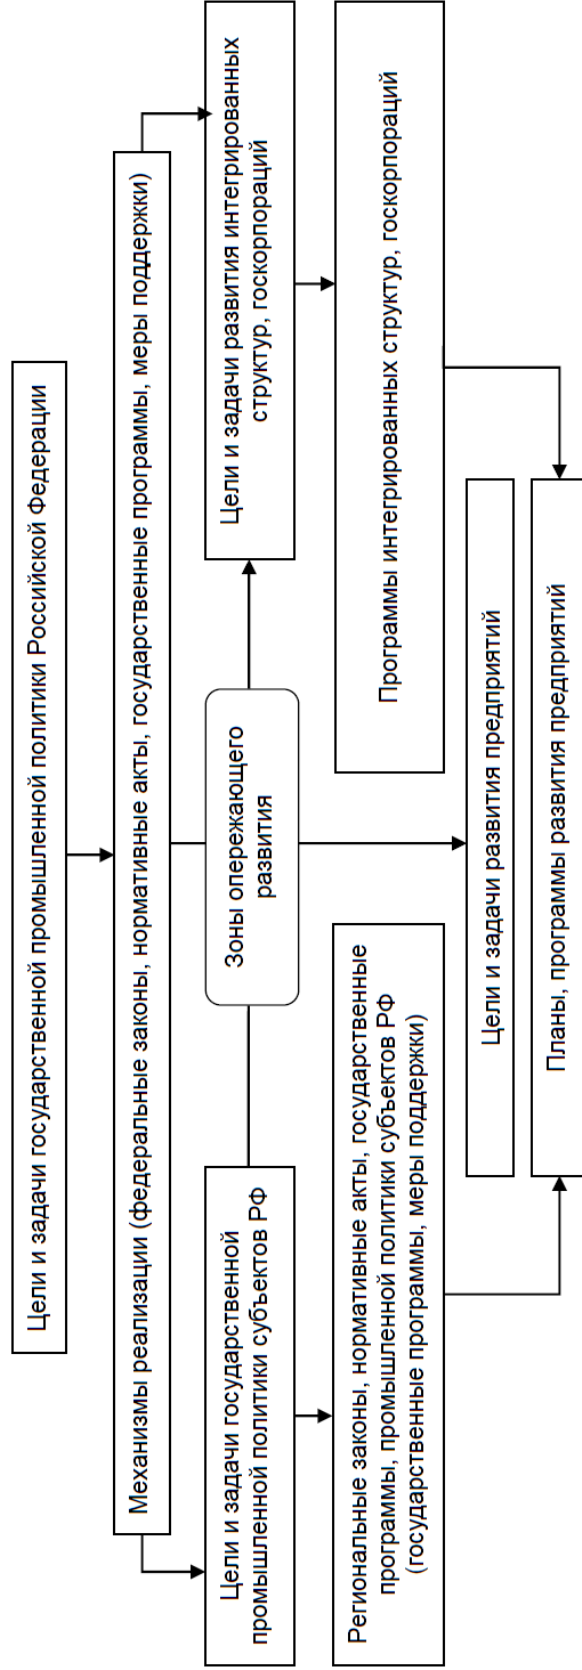 Цели и задачи государственной промышленной политики Российской Федерации
Механизмы реализации (федеральные законы, нормативные акты, государственные программы, меры поддержки)
Цели и задачи государственной
промышленной политики субъектов РФ
Зоны опережающего
развития
Цели и задачи развития интегрированных
структур, госкорпораций
Региональные законы, нормативные акты, государственные
программы, промышленной политики субъектов РФ
(государственные программы, меры поддержки)
Программы интегрированных структур, госкорпораций
Цели и задачи развития предприятий
Планы, программы развития предприятий